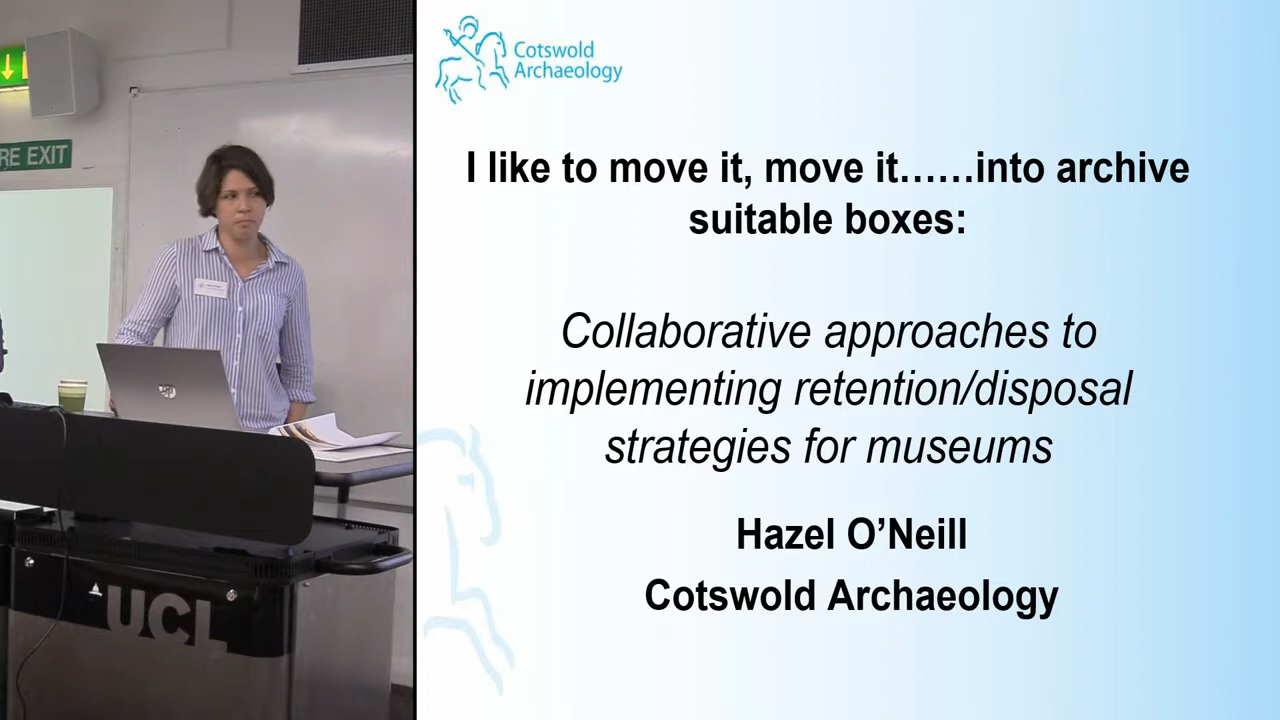 RE EXIT
UCL
Cotswold
Archaeology
I like to move it, move it……into archive
suitable boxes:
Collaborative approaches to
implementing retention/disposal
strategies for museums
Hazel O’Neill
Cotswold Archaeology